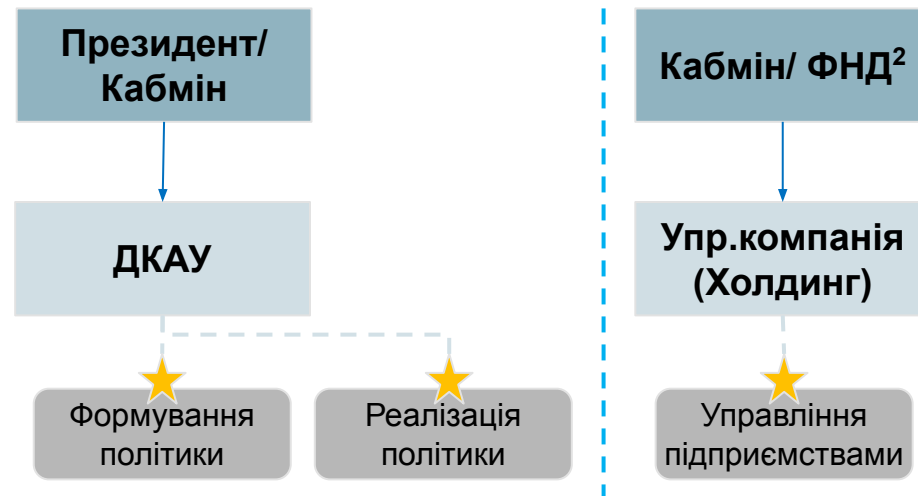 Президент/
Кабмін
Кабмін/ ФНД²
ДКАУ
Упр.компанія
(Холдинг)
Формування
політики
Реалізація
політики
Управління
підприємствами